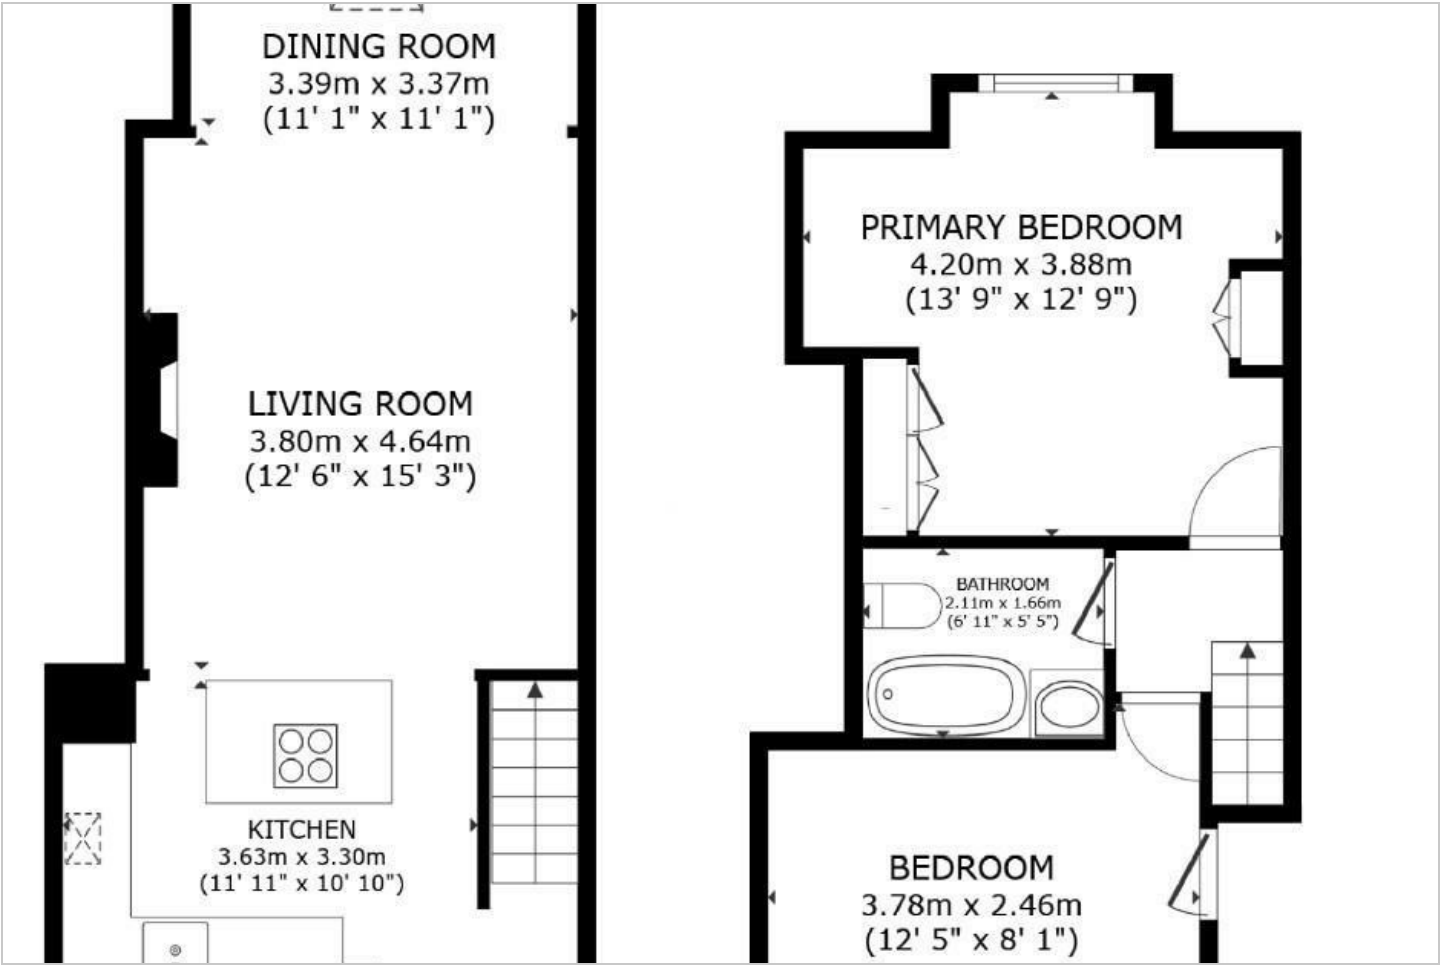 DINING ROOM
3.39m x 3.37m
(11' 1" x 11' 1")
LIVING ROOM
3.80m x 4.64m
(12' 6" x 15' 3")
KITCHEN
3.63m x 3.30m
(11' 11" x 10' 10")
PRIMARY BEDROOM
4.20m x 3.88m
(13' 9" x 12' 9")
BATHROOM
2.11m x 1.66m
(6' 11" x 5' 5")
BEDROOM
3.78m x 2.46m
(12' 5" x 8' 1")